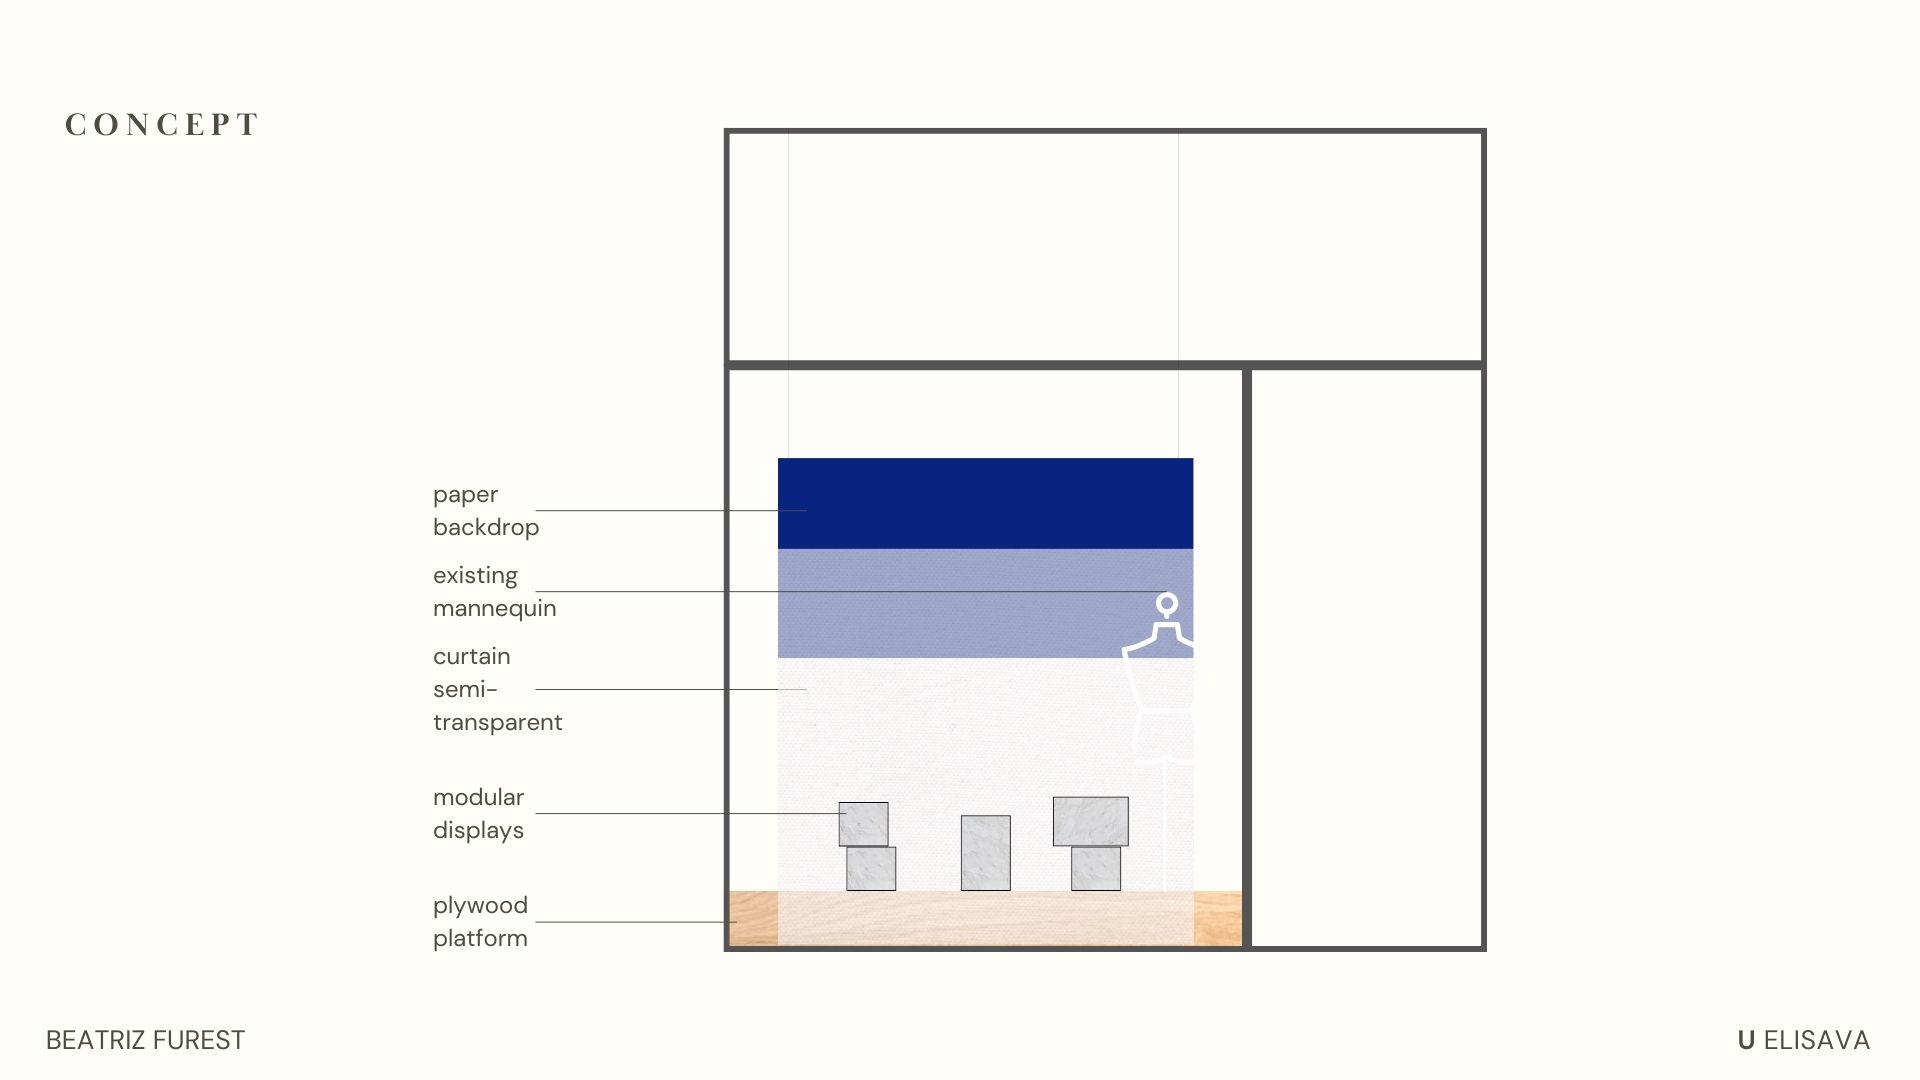 CONCEPT
paper
backdrop
existing
mannequin
curtain
semi-
transparent
modular
displays
plywood
platform
BEATRIZ FUREST
U ELISAVA